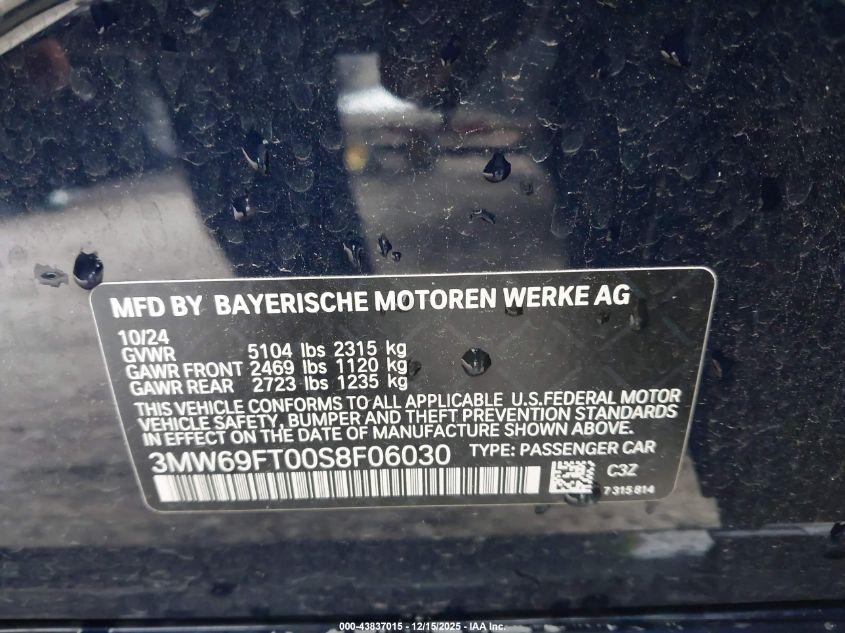 MFD BY BAYERISCHE MOTOREN WERKE AG
10/24
GVWR 5104 lbs 2315 kg
GAWR FRONT 2469 lbs 1120 kg
GAWR REAR 2723 lbs 1235 kg
THIS VEHICLE CONFORMS TO ALL APPLICABLE U.S.FEDERAL MOTOR
VEHICLE SAFETY, BUMPER AND THEFT PREVENTION STANDARDS
IN EFFECT ON THE DATE OF MANUFACTURE SHOWN ABOVE.
3MW69FT00S8F06030 TYPE: PASSENGER CAR
C3Z
7 315 814
000-43837015 - 12/15/2025 - IAA Inc.